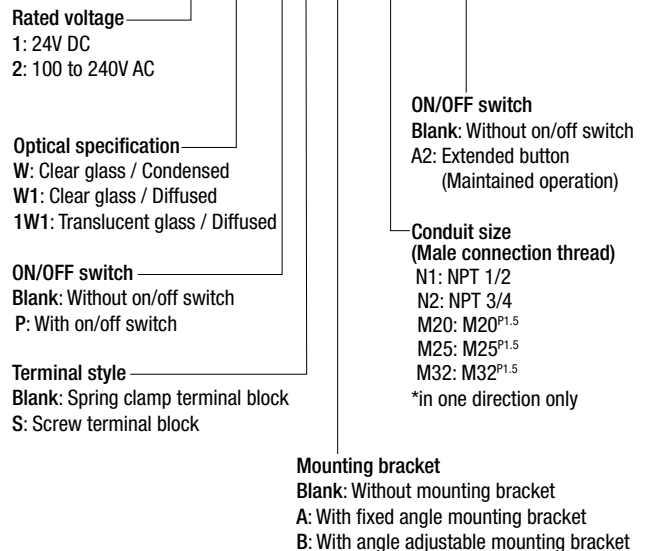 Rated voltage
1: 24V DC
2: 100 to 240V AC
Optical specification
W: Clear glass / Condensed
W1: Clear glass / Diffused
1W1: Translucent glass / Diffused
ON/OFF switch
Blank: Without on/off switch
P: With on/off switch
Terminal style
Blank: Spring clamp terminal block
S: Screw terminal block
Mounting bracket
Blank: Without mounting bracket
A: With fixed angle mounting bracket
B: With angle adjustable mounting bracket
ON/OFF switch
Blank: Without on/off switch
A2: Extended button
(Maintained operation)
Conduit size
(Male connection thread)
N1: NPT 1/2
N2: NPT 3/4
M20: M20P1.5
M25: M25P1.5
M32: M32P1.5
*in one direction only